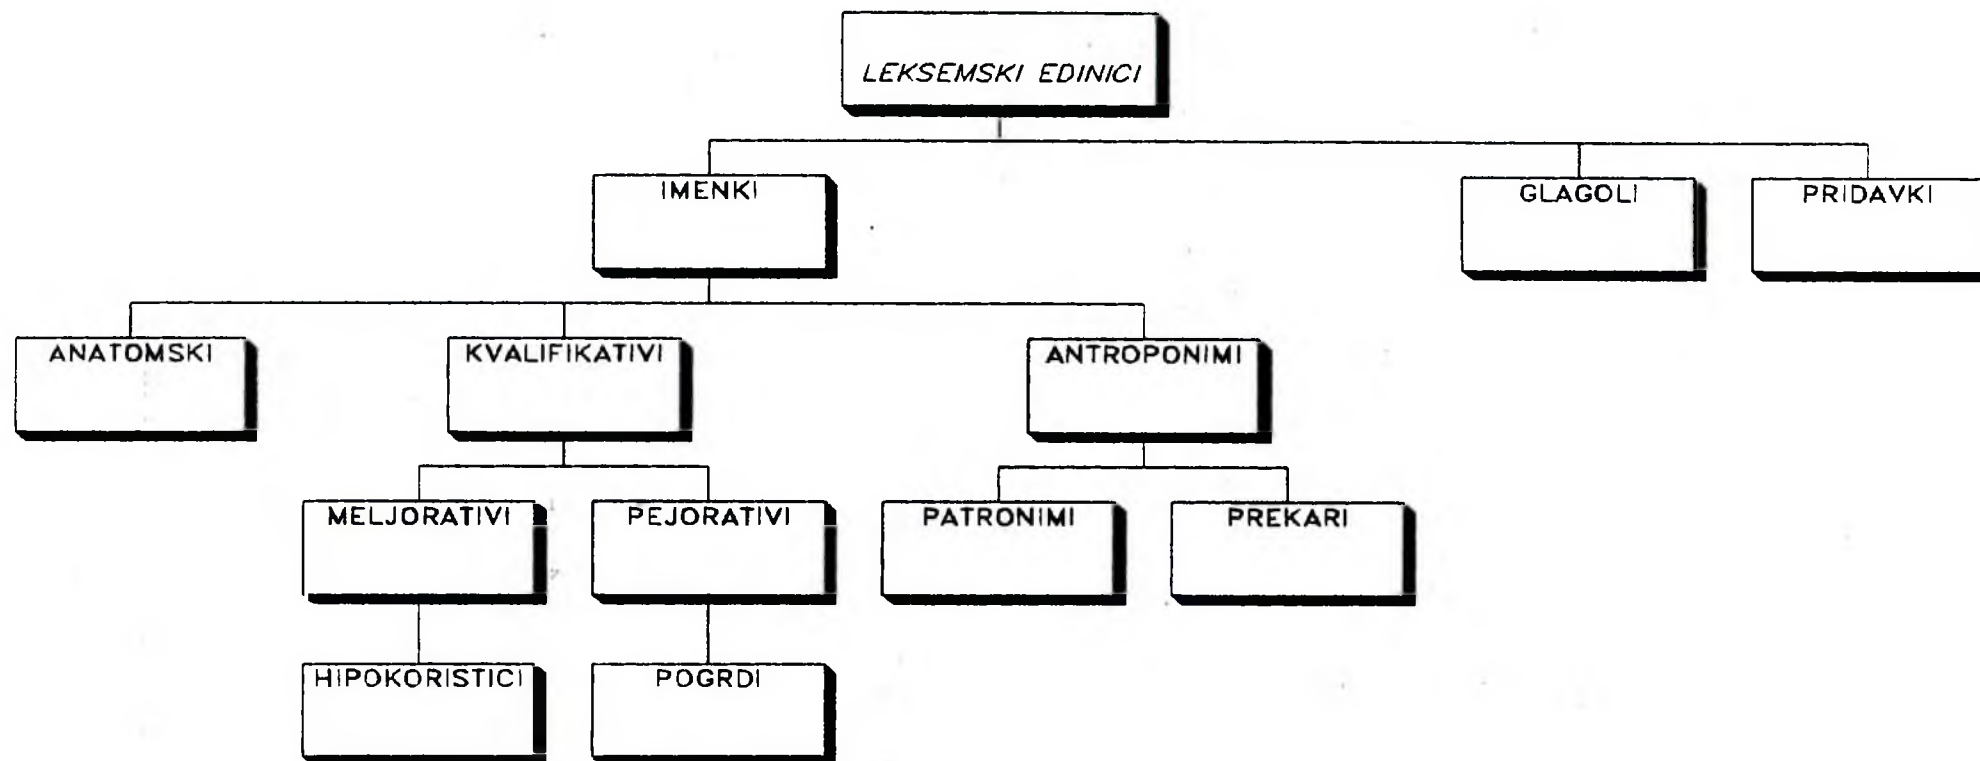 LEKSEMSKI EDINICI
IMENKI
GLAGOLI
PRIDAVKI
ANATOMSKI
KVALIFIKATIVI
ANTROPONIMI
MELJORATIVI
PEJORATIVI
PATRONIMI
PREKARI
HIPOKORISTICI
POGRDI